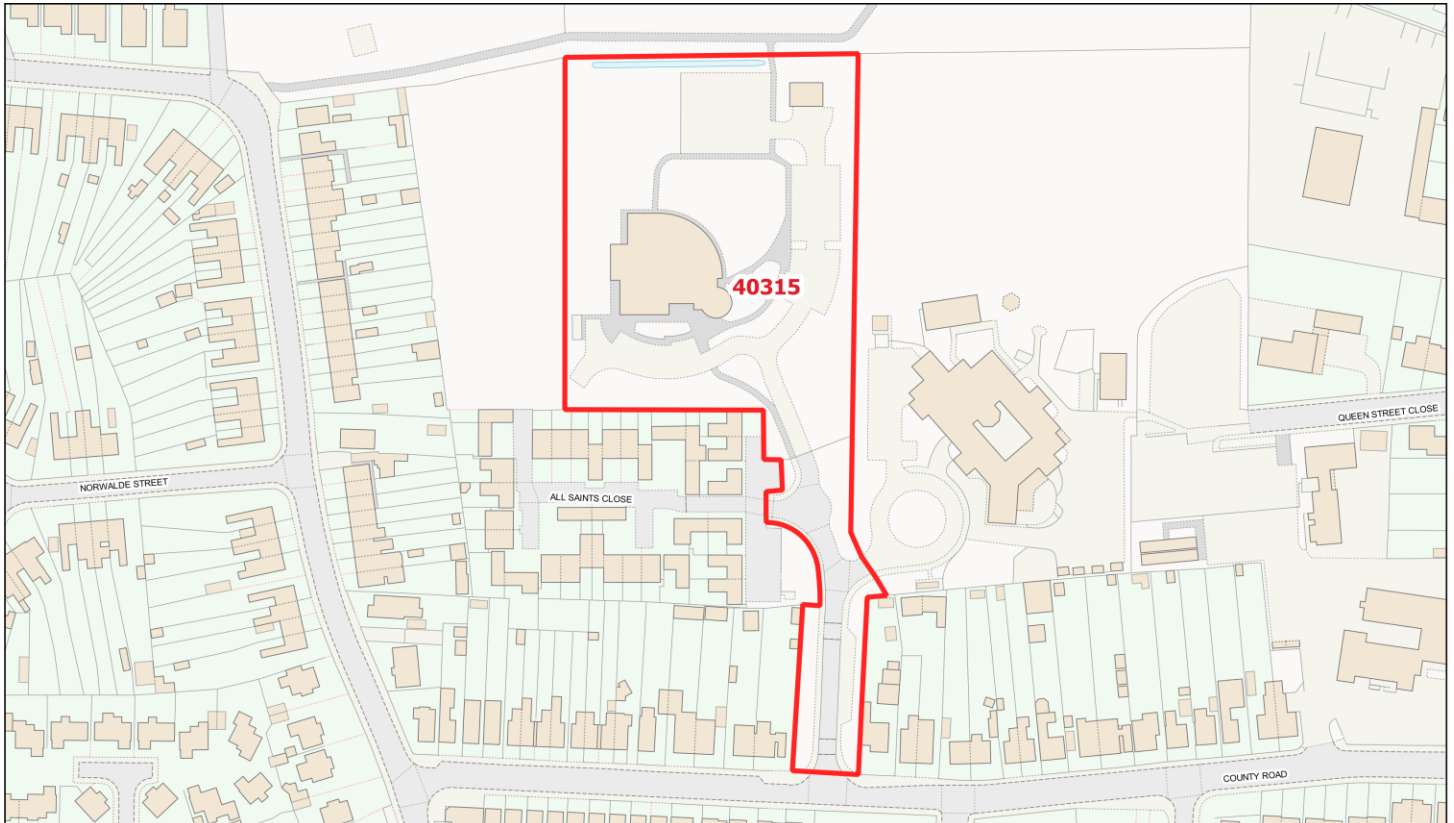 40315
QUEEN STREET CLOSE
NORWALDE STREET
ALL SAINTS CLOSE
COUNTY ROAD